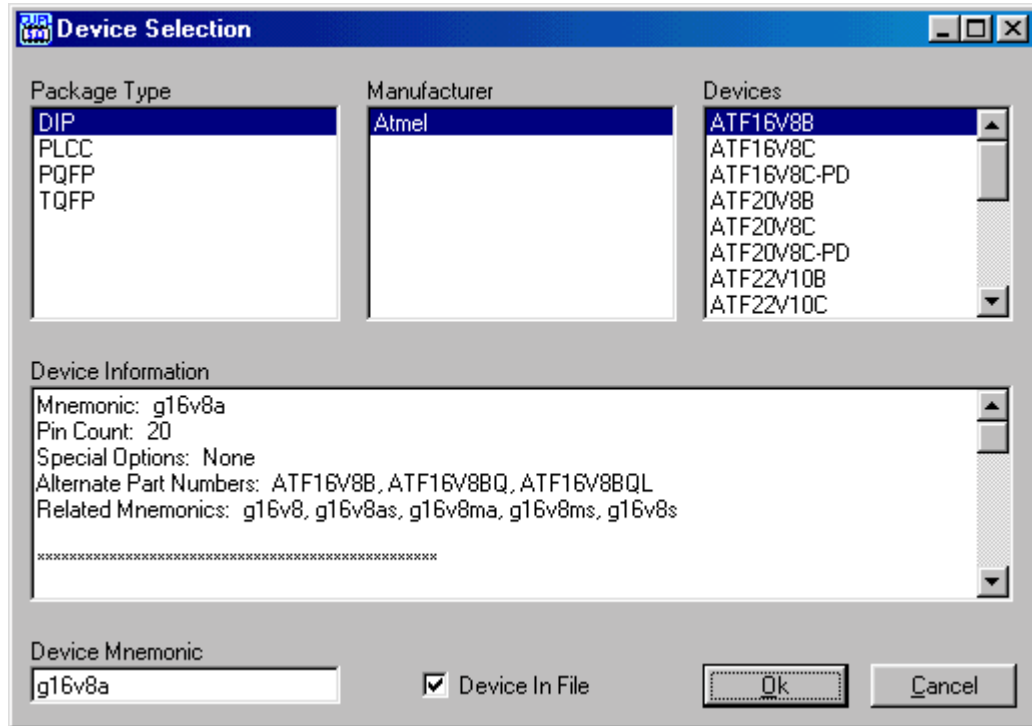 Device Selection
Package Type
DIP
PLCC
PQFP
TQFP
Manufacturer
Atmel
Devices
ATF16V8B
ATF16V8C
ATF16V8C-PD
ATF20V8B
ATF20V8C
ATF20V8C-PD
ATF22V10B
ATF22V10C
Device Information
Mnemonic: g16v8a
Pin Count: 20
Special Options: None
Alternate Part Numbers: ATF16V8B, ATF16V8BQ, ATF16V8BQL
Related Mnemonics: g16v8, g16v8as, g16v8ma, g16v8ms, g16v8s
Device Mnemonic
g16v8a
Device In File
Ok
Cancel